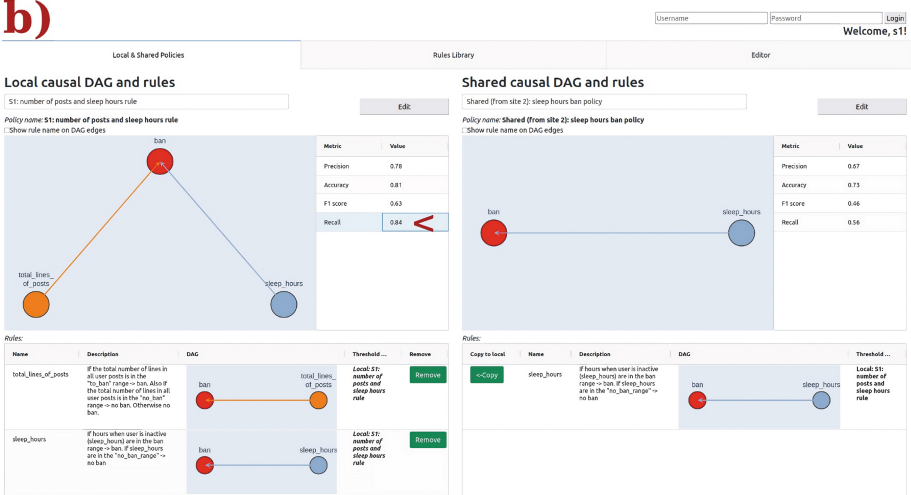 b)
Username
Password
Login
Welcome, s1!
Local & Shared Policies
Rules Library
Editor
Local causal DAG and rules
S1: number of posts and sleep hours rule
Edit
Policy name: S1: number of posts and sleep hours rule
Show rule name on DAG edges
ban
total_lines_
of_posts
sleep_hours
Metric Value
Precision 0.78
Accuracy 0.81
F1 score 0.63
Recall 0.84 <
Rules:
Name Description DAG Threshold ... Remove
total_lines_of_posts
If the total number of lines in
all user posts is in the
"to_ban" range -> ban. Also if
the total number of lines in all
user posts is in the "no_ban"
range -> no ban. Otherwise no
ban.
ban
total_lines_
of_posts
Local: S1:
number of
posts and
sleep hours
rule
Remove
sleep_hours
If hours when user is inactive
(sleep_hours) are in the ban
range -> ban. If sleep_hours
are in the "no_ban_range" ->
no ban
ban
sleep_hours
Local: S1:
number of
posts and
sleep hours
rule
Remove
Shared causal DAG and rules
Shared (from site 2): sleep hours ban policy
Edit
Policy name: Shared (from site 2): sleep hours ban policy
Show rule name on DAG edges
ban
sleep_hours
Metric Value
Precision 0.67
Accuracy 0.73
F1 score 0.46
Recall 0.56
Rules:
Copy to local Name Description DAG Threshold ...
<-Copy
sleep_hours
If hours when user is inactive
(sleep_hours) are in the ban
range -> ban. If sleep_hours
are in the "no_ban_range" ->
no ban
ban
sleep_hours
Local: S1:
number of
posts and
sleep hours
rule